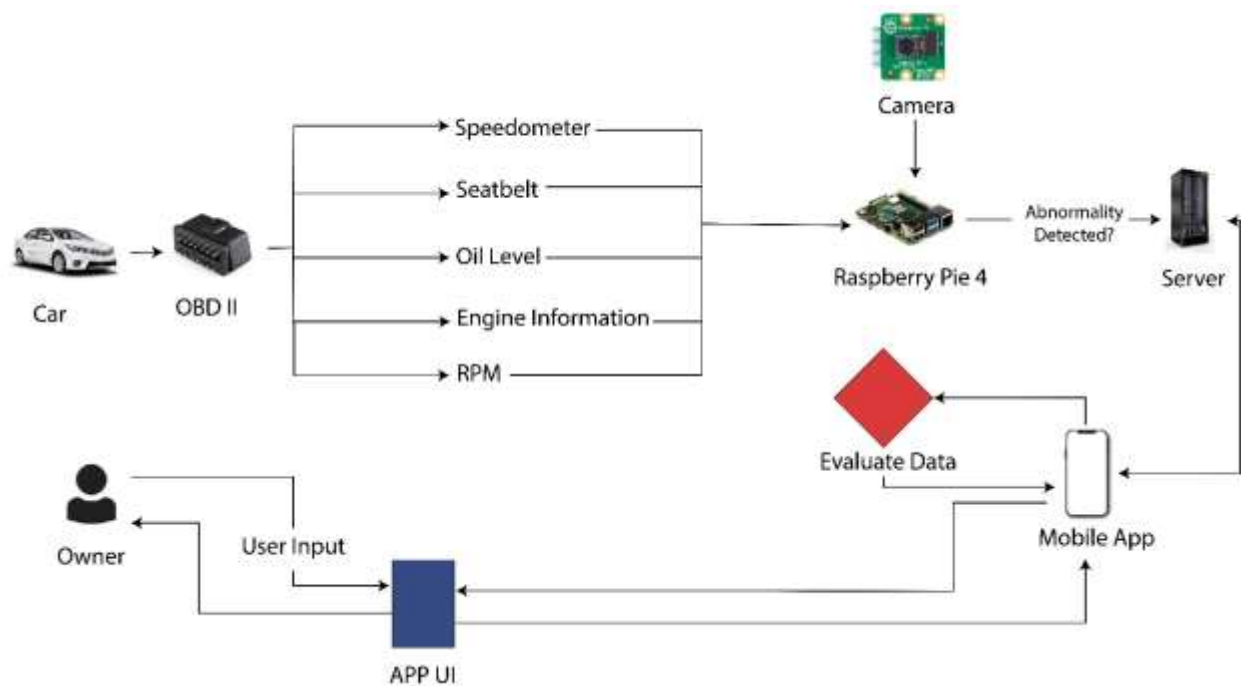 Camera
Speedometer
Seatbelt
Oil Level
Engine Information
RPM
Car
OBD II
Raspberry Pie 4
Abnormality
Detected?
Server
Evaluate Data
Mobile App
Owner
User Input
APP UI